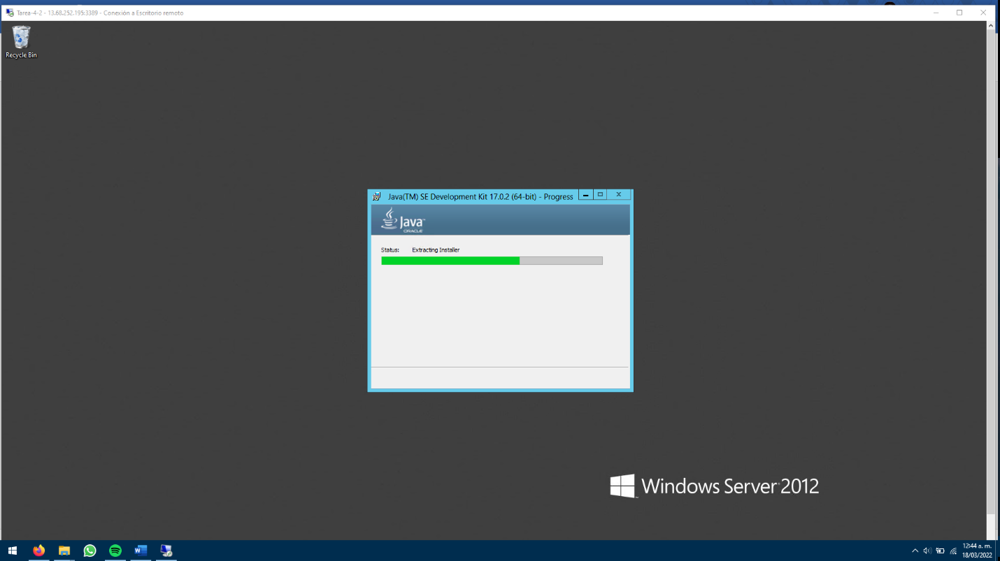 Tarea-4-2 - 13.68.252.195:3389 - Conexión a Escritorio remoto
Recycle Bin
Java(TM) SE Development Kit 17.0.2 (64-bit) - Progress
Java™
ORACLE
Status: Extracting Installer
Windows Server 2012
12:44 a. m.
18/03/2022